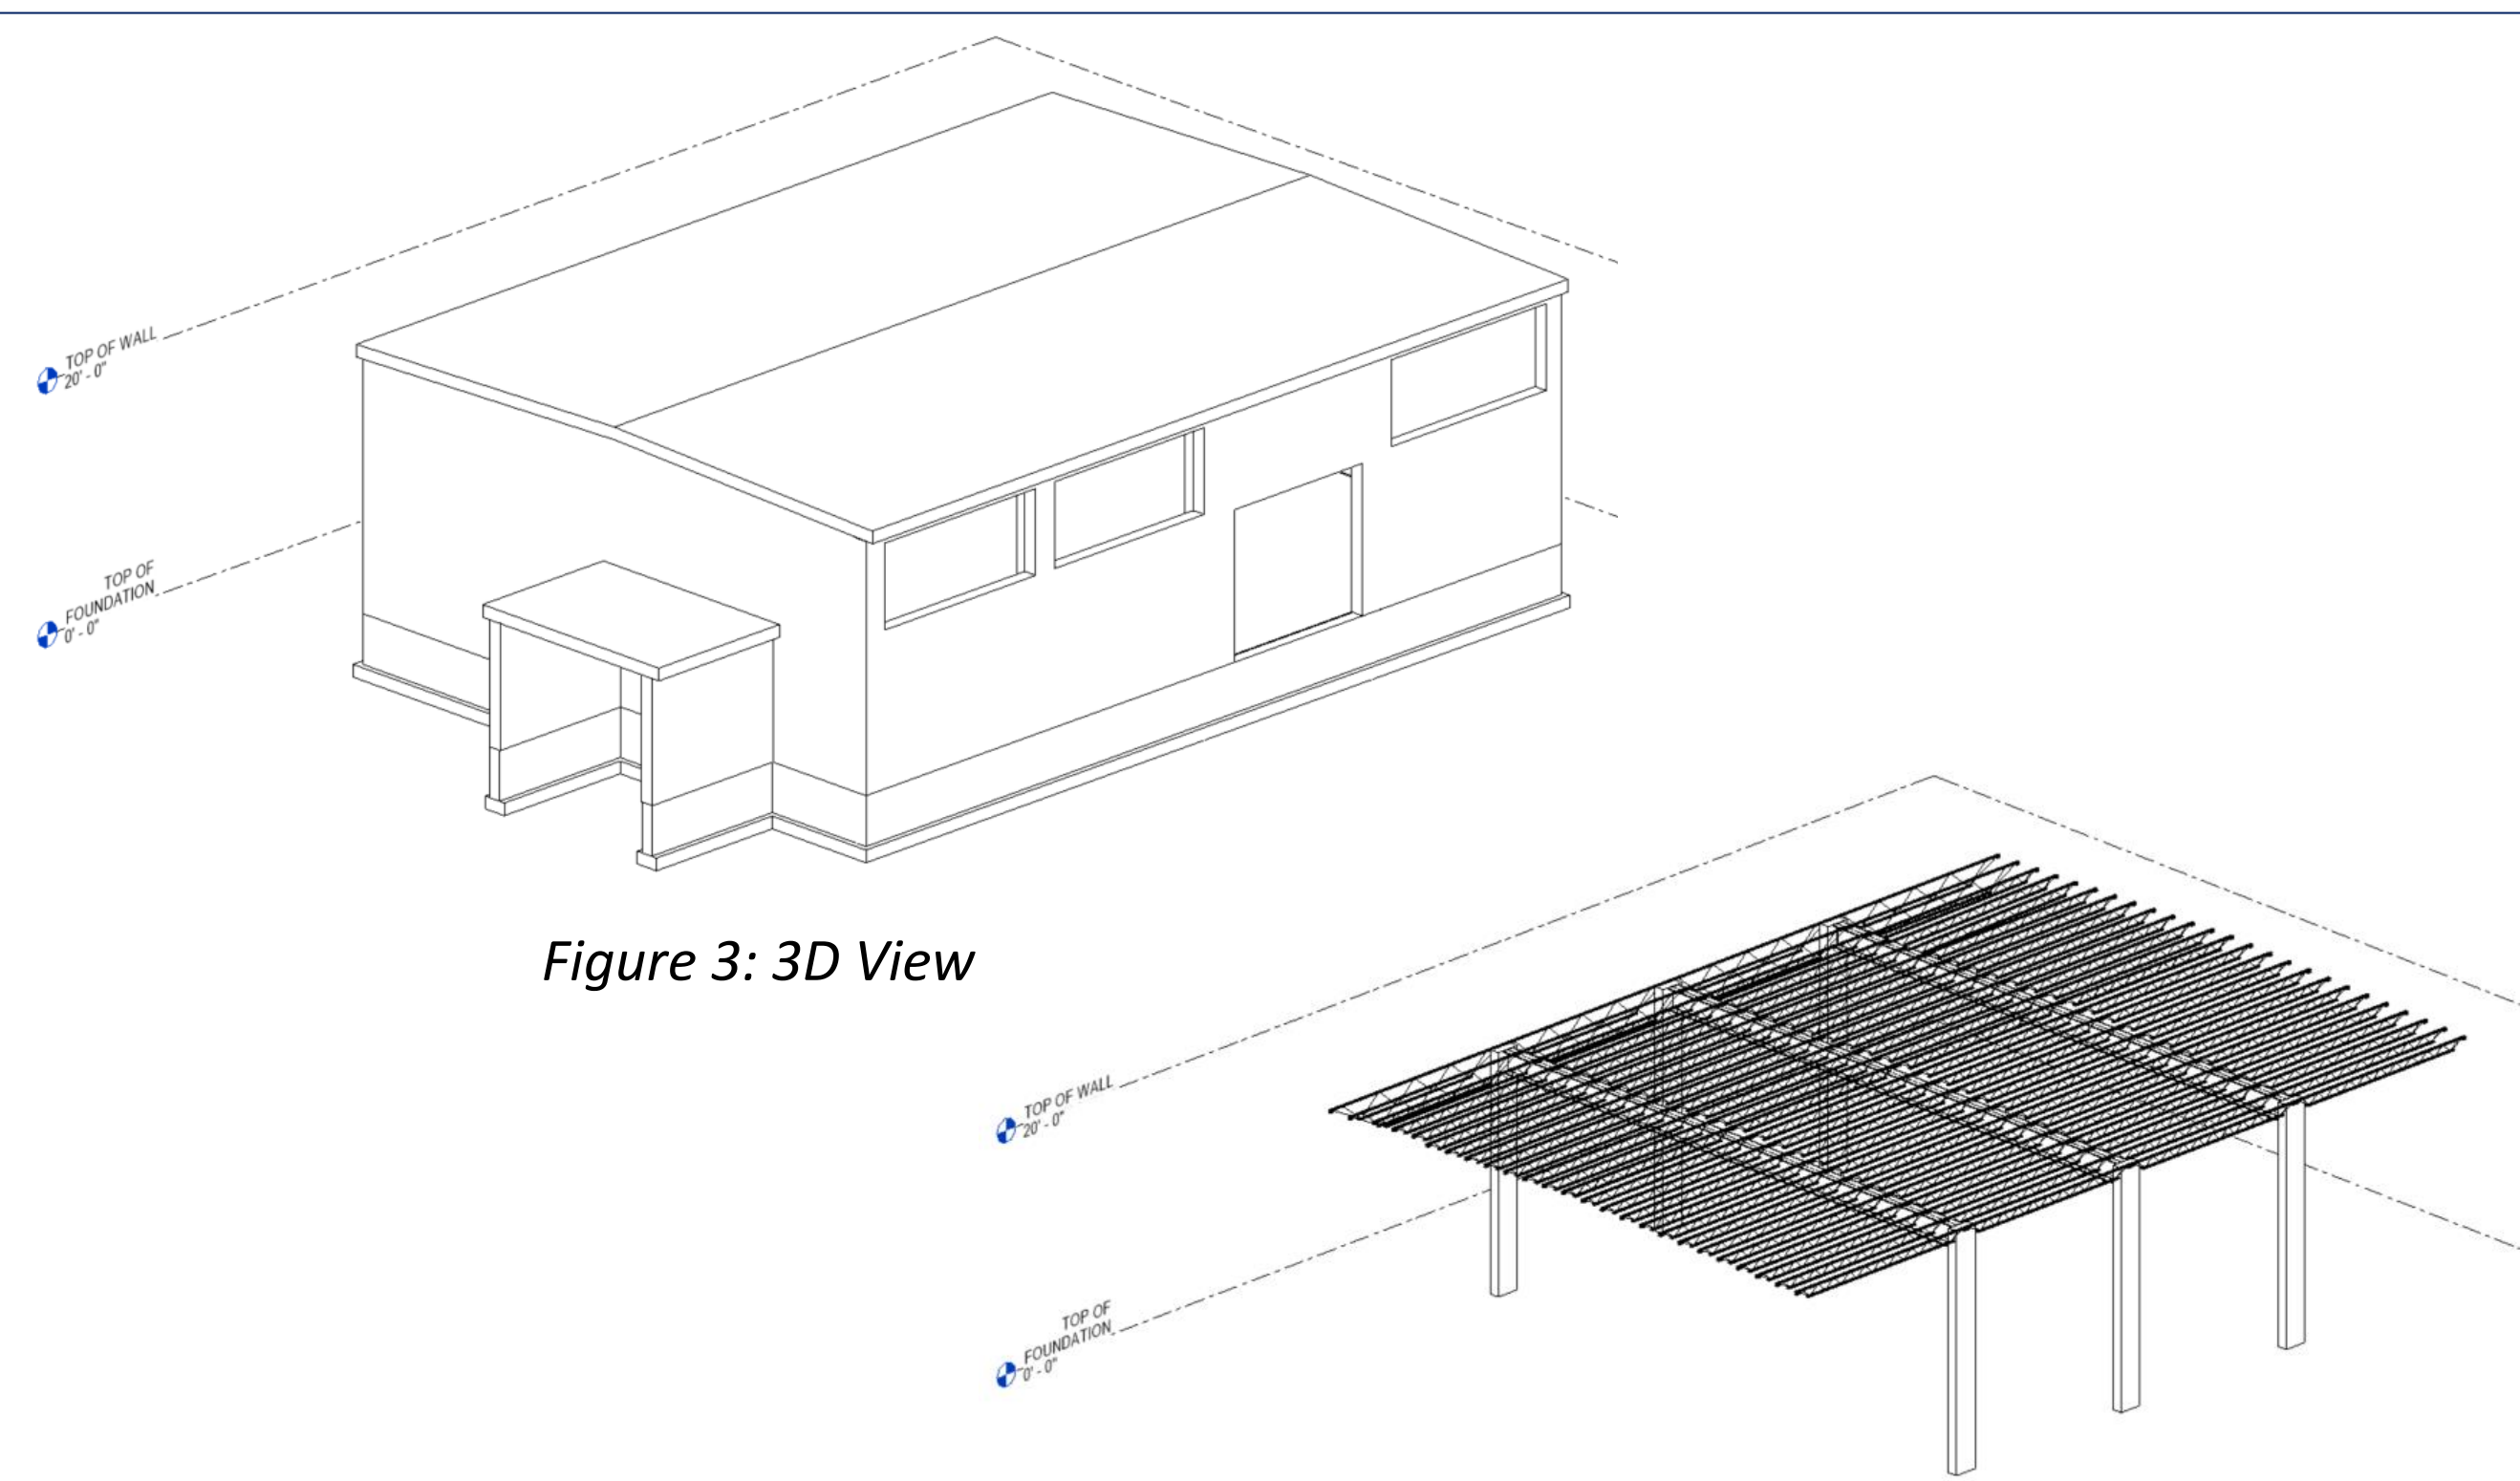 TOP OF WALL
20' - 0"
TOP OF
FOUNDATION
0' - 0"
Figure 3: 3D View
TOP OF WALL
20' - 0"
TOP OF
FOUNDATION
0' - 0"